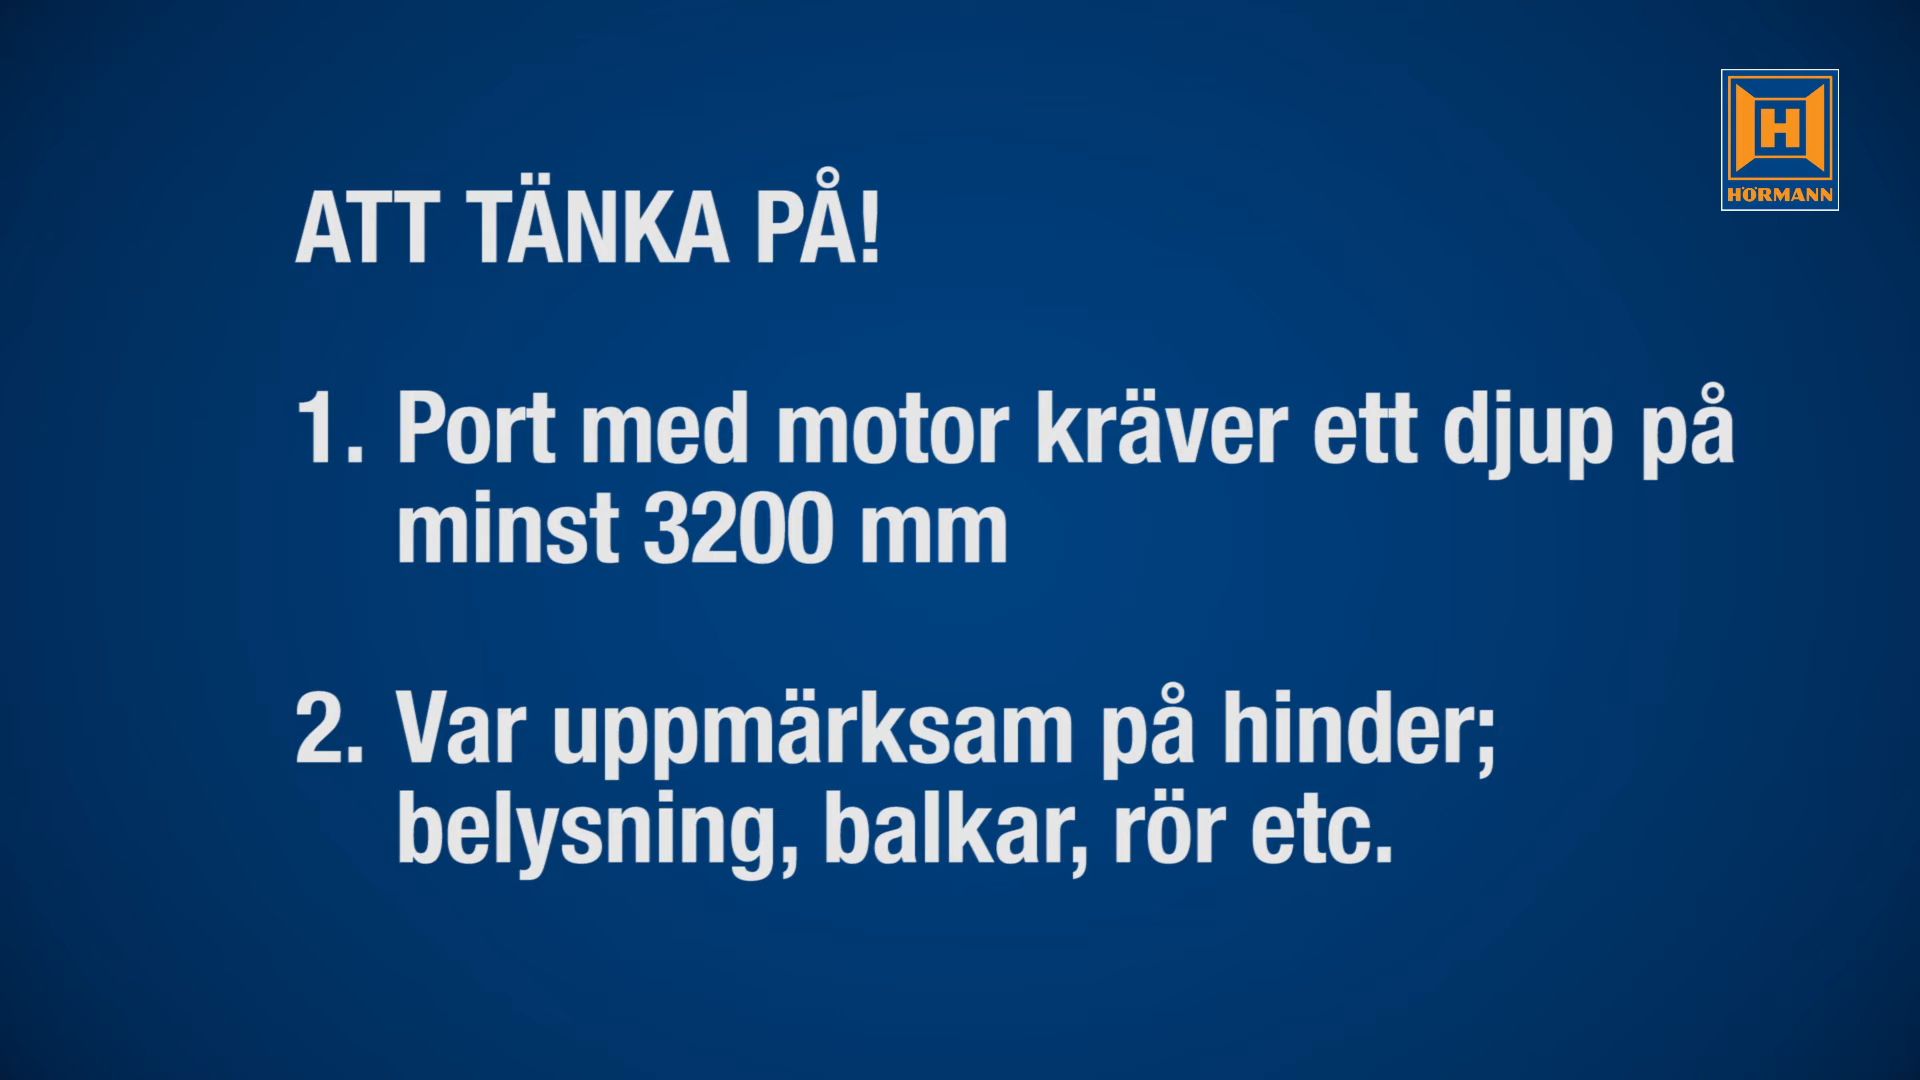 HÖRMANN
ATT TÄNKA PÅ!
1. Port med motor kräver ett djup på
minst 3200 mm
2. Var uppmärksam på hinder;
belysning, balkar, rör etc.